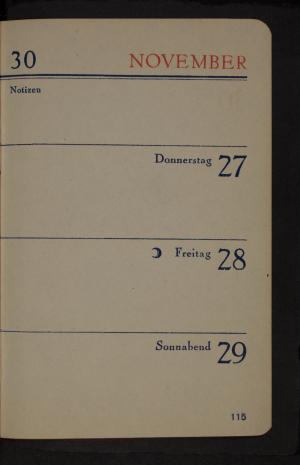 30 NOVEMBER
Notizen
Donnerstag 27
Freitag 28
Sonnabend 29
115